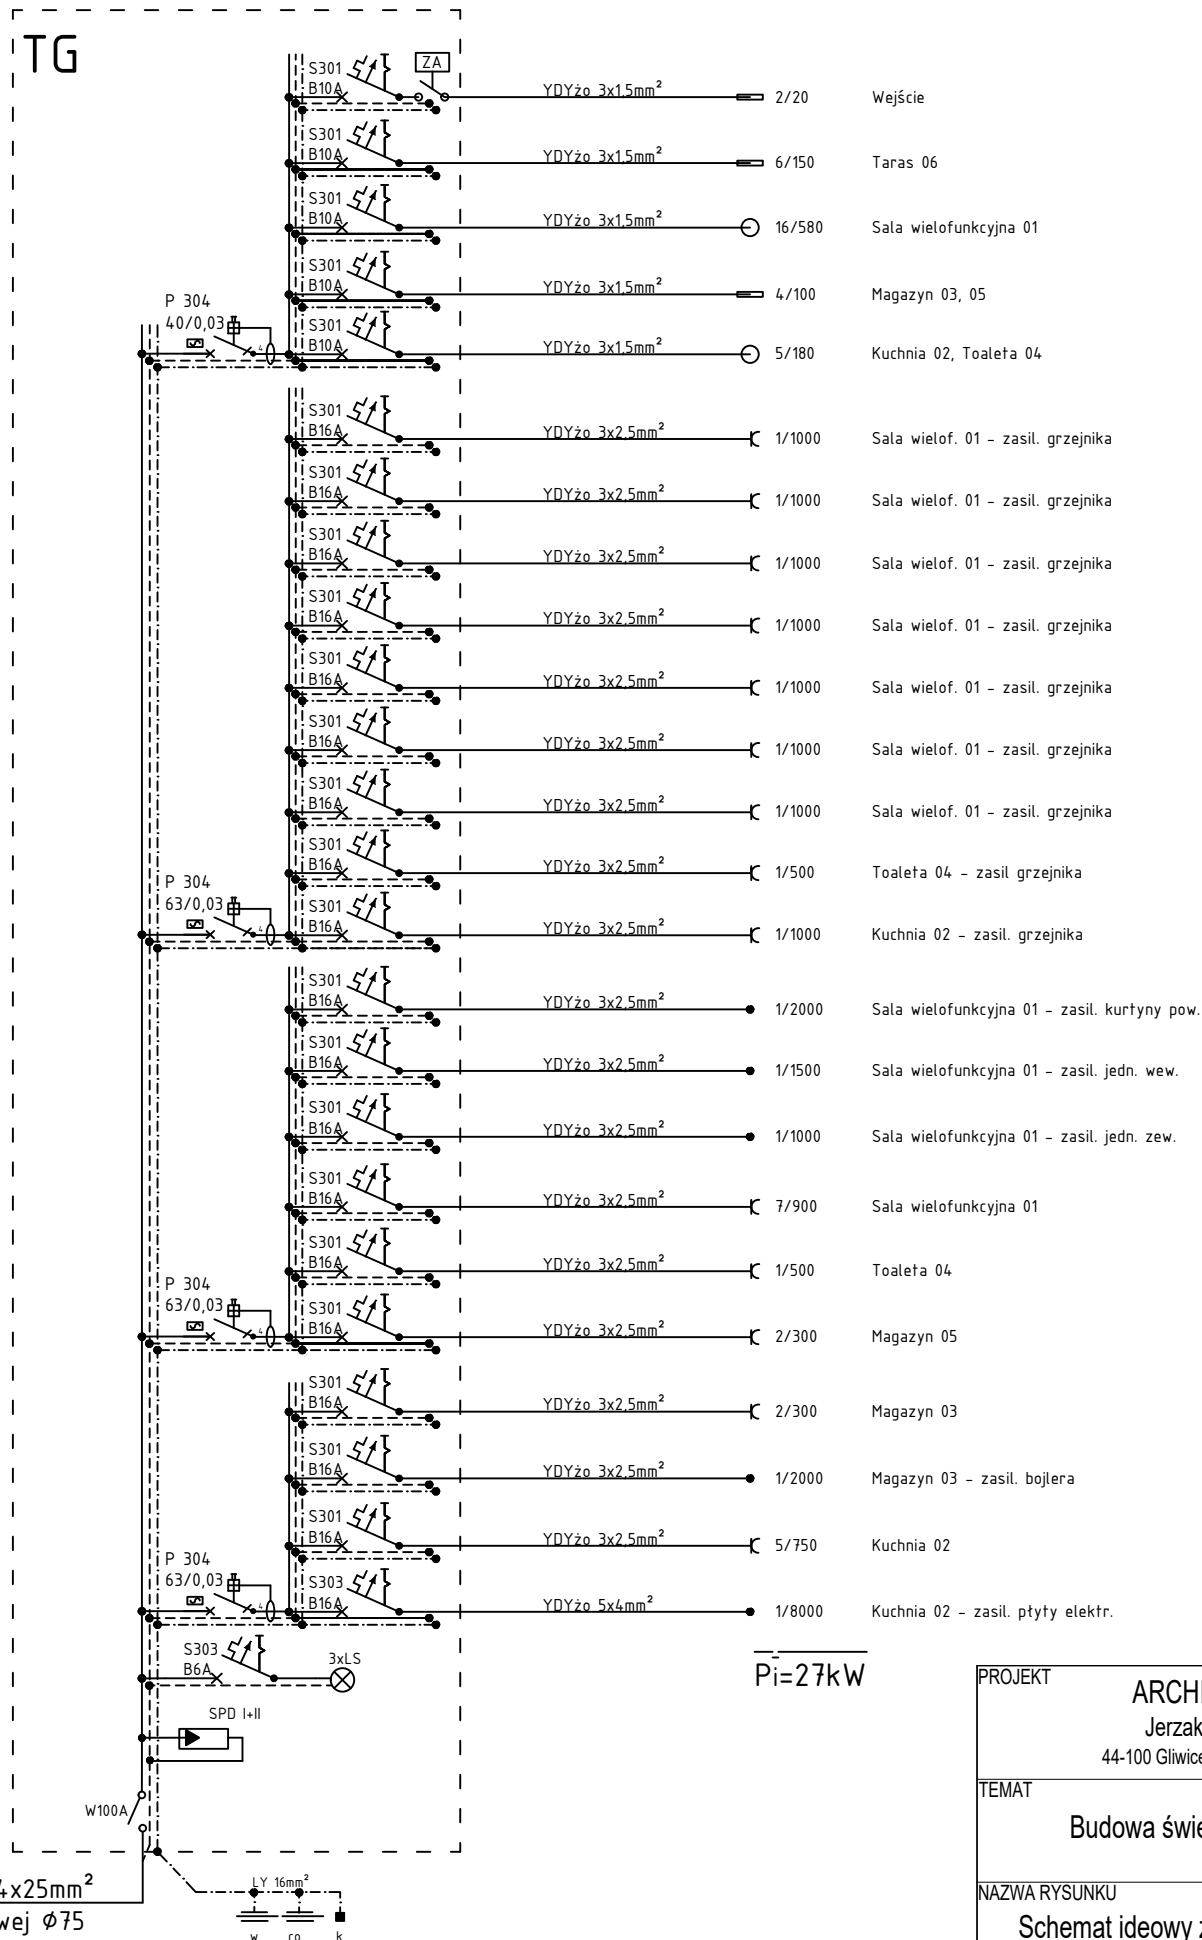 TG
S301 B10A ZA YDYżo 3x1,5mm² 2/20 Wejście
S301 B10A YDYżo 3x1,5mm² 6/150 Taras 06
S301 B10A YDYżo 3x1,5mm² 16/580 Sala wielofunkcyjna 01
S301 B10A YDYżo 3x1,5mm² 4/100 Magazyn 03, 05
P 304 40/0,03 4 S301 B10A YDYżo 3x1,5mm² 5/180 Kuchnia 02, Toaleta 04
S301 B16A YDYżo 3x2,5mm² 1/1000 Sala wielof. 01 - zasil. grzejnika
S301 B16A YDYżo 3x2,5mm² 1/1000 Sala wielof. 01 - zasil. grzejnika
S301 B16A YDYżo 3x2,5mm² 1/1000 Sala wielof. 01 - zasil. grzejnika
S301 B16A YDYżo 3x2,5mm² 1/1000 Sala wielof. 01 - zasil. grzejnika
S301 B16A YDYżo 3x2,5mm² 1/1000 Sala wielof. 01 - zasil. grzejnika
S301 B16A YDYżo 3x2,5mm² 1/1000 Sala wielof. 01 - zasil. grzejnika
S301 B16A YDYżo 3x2,5mm² 1/1000 Sala wielof. 01 - zasil. grzejnika
S301 B16A YDYżo 3x2,5mm² 1/500 Toaleta 04 - zasil grzejnika
P 304 63/0,03 4 S301 B16A YDYżo 3x2,5mm² 1/1000 Kuchnia 02 - zasil. grzejnika
S301 B16A YDYżo 3x2,5mm² 1/2000 Sala wielofunkcyjna 01 - zasil. kurtyny pow.
S301 B16A YDYżo 3x2,5mm² 1/1500 Sala wielofunkcyjna 01 - zasil. jedn. wew.
S301 B16A YDYżo 3x2,5mm² 1/1000 Sala wielofunkcyjna 01 - zasil. jedn. zew.
S301 B16A YDYżo 3x2,5mm² 7/900 Sala wielofunkcyjna 01
S301 B16A YDYżo 3x2,5mm² 1/500 Toaleta 04
P 304 63/0,03 4 S301 B16A YDYżo 3x2,5mm² 2/300 Magazyn 05
S301 B16A YDYżo 3x2,5mm² 2/300 Magazyn 03
S301 B16A YDYżo 3x2,5mm² 1/2000 Magazyn 03 - zasil. bojlera
S301 B16A YDYżo 3x2,5mm² 5/750 Kuchnia 02
P 304 63/0,03 4 S303 B16A YDYżo 5x4mm² 1/8000 Kuchnia 02 - zasil. płyty elektr.
S303 B6A 3xLS
Pi=27kW
SPD I+II
W100A
4x25mm²
wej Φ75
LY 16mm²
w co k
PROJEKT
ARCHI
Jerzak
44-100 Gliwice
TEMAT
Budowa świe
NAZWA RYSUNKU
Schemat ideowy z